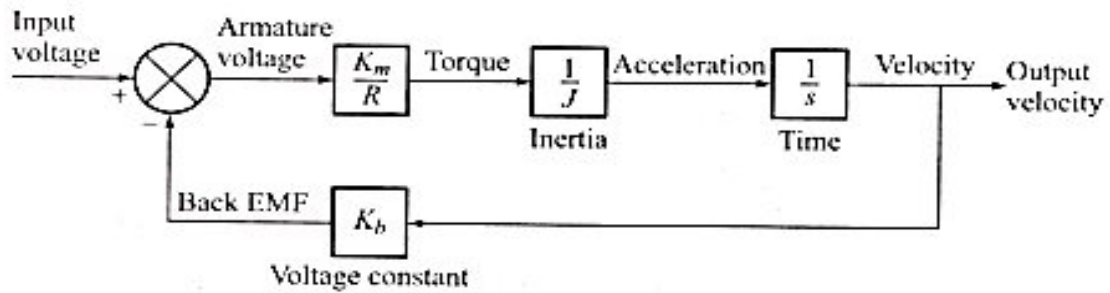 Input
voltage
+
−
Armature
voltage
K_m
R
Torque
1
J
Inertia
Acceleration
1
s
Time
Velocity
Output
velocity
Back EMF
K_b
Voltage constant